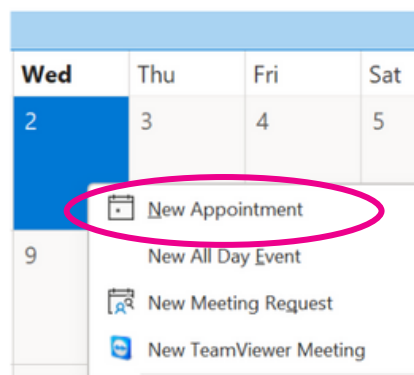 Wed Thu Fri Sat
2 3 4 5
New Appointment
9 New All Day Event
New Meeting Request
New TeamViewer Meeting